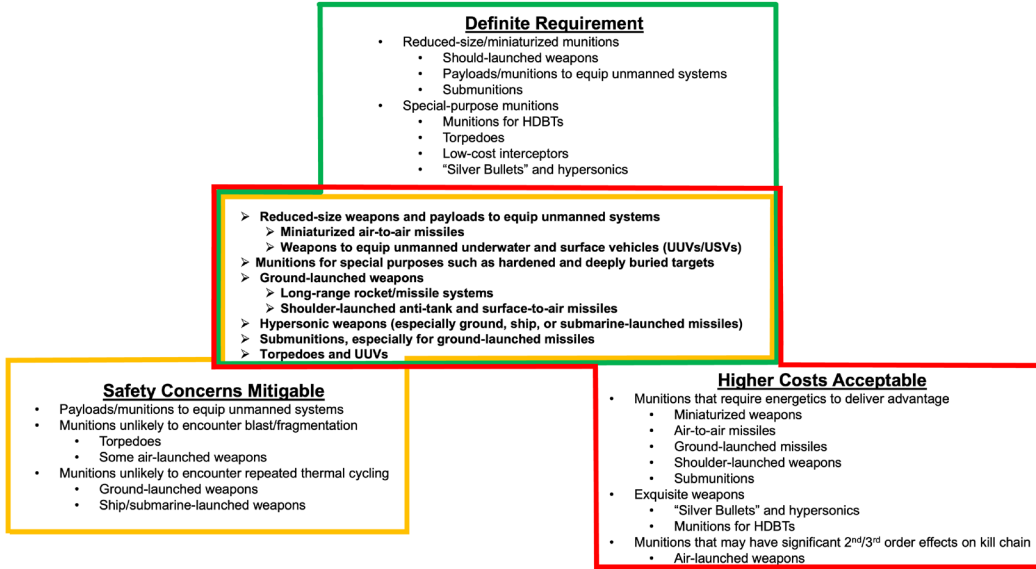 Definite Requirement
• Reduced-size/miniaturized munitions
• Should-launched weapons
• Payloads/munitions to equip unmanned systems
• Submunitions
• Special-purpose munitions
• Munitions for HDBTs
• Torpedoes
• Low-cost interceptors
• “Silver Bullets” and hypersonics
➢ Reduced-size weapons and payloads to equip unmanned systems
➢ Miniaturized air-to-air missiles
➢ Weapons to equip unmanned underwater and surface vehicles (UUVs/USVs)
➢ Munitions for special purposes such as hardened and deeply buried targets
➢ Ground-launched weapons
➢ Long-range rocket/missile systems
➢ Shoulder-launched anti-tank and surface-to-air missiles
➢ Hypersonic weapons (especially ground, ship, or submarine-launched missiles)
➢ Submunitions, especially for ground-launched missiles
➢ Torpedoes and UUVs
Safety Concerns Mitigable
• Payloads/munitions to equip unmanned systems
• Munitions unlikely to encounter blast/fragmentation
• Torpedoes
• Some air-launched weapons
• Munitions unlikely to encounter repeated thermal cycling
• Ground-launched weapons
• Ship/submarine-launched weapons
Higher Costs Acceptable
• Munitions that require energetics to deliver advantage
• Miniaturized weapons
• Air-to-air missiles
• Ground-launched missiles
• Shoulder-launched weapons
• Submunitions
• Exquisite weapons
• “Silver Bullets” and hypersonics
• Munitions for HDBTs
• Munitions that may have significant 2nd/3rd order effects on kill chain
• Air-launched weapons